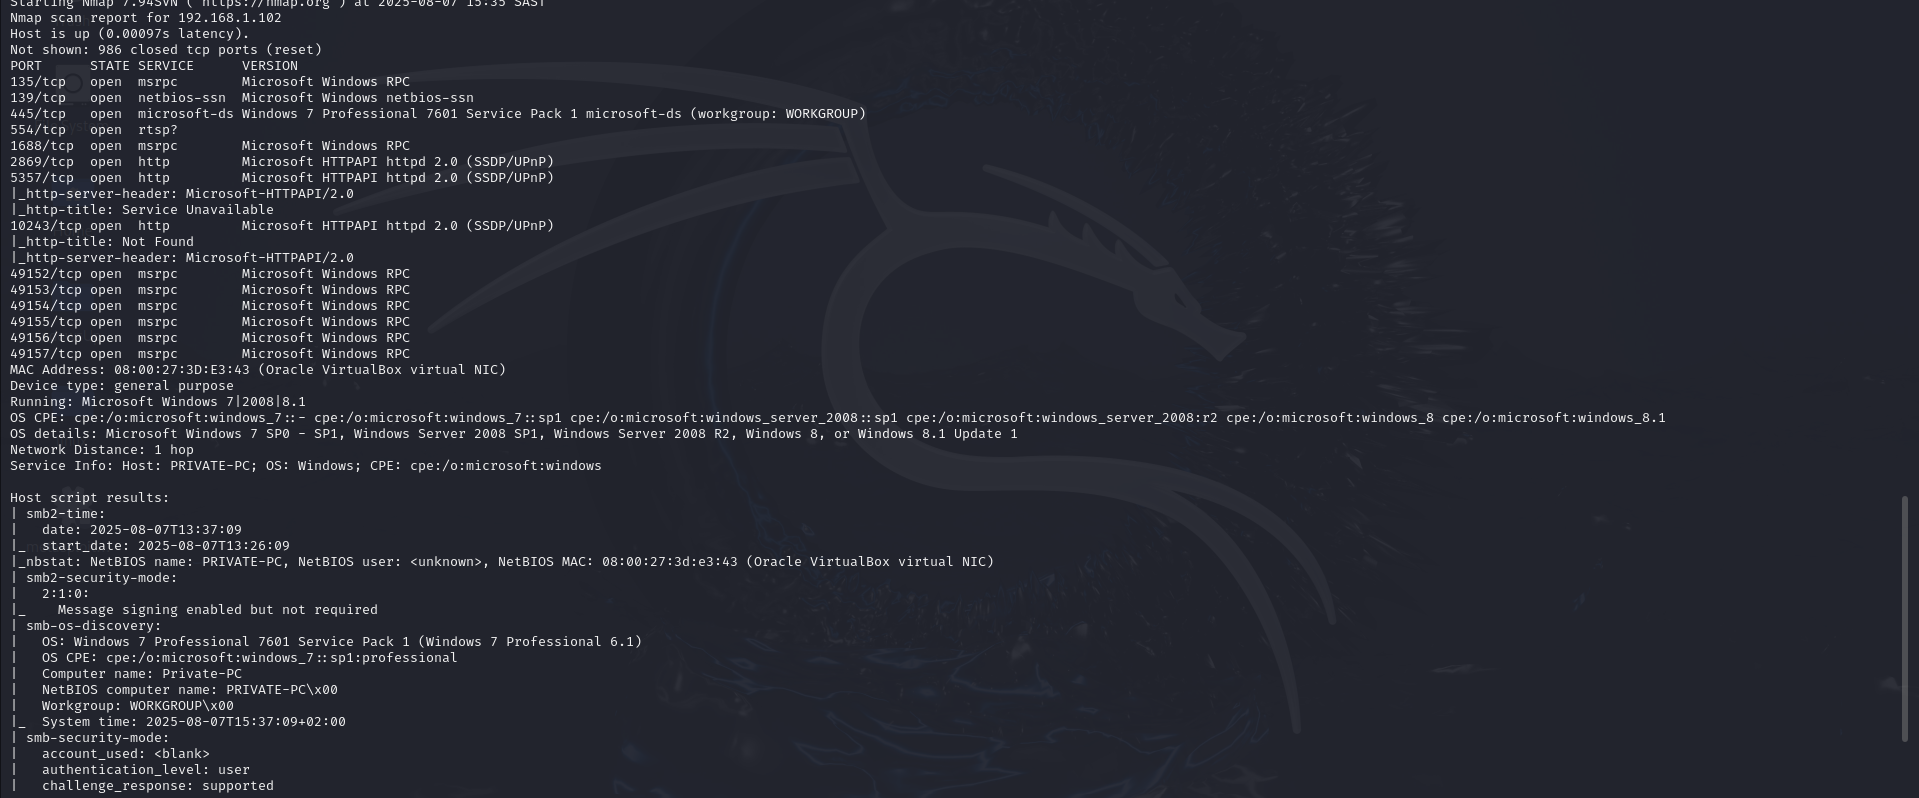 Starting Nmap 7.94SVN ( https://nmap.org ) at 2025-08-07 15:35 SAST
Nmap scan report for 192.168.1.102
Host is up (0.00097s latency).
Not shown: 986 closed tcp ports (reset)
PORT      STATE SERVICE      VERSION
135/tcp   open  msrpc        Microsoft Windows RPC
139/tcp   open  netbios-ssn  Microsoft Windows netbios-ssn
445/tcp   open  microsoft-ds Windows 7 Professional 7601 Service Pack 1 microsoft-ds (workgroup: WORKGROUP)
554/tcp   open  rtsp?
1688/tcp  open  msrpc        Microsoft Windows RPC
2869/tcp  open  http         Microsoft HTTPAPI httpd 2.0 (SSDP/UPnP)
5357/tcp  open  http         Microsoft HTTPAPI httpd 2.0 (SSDP/UPnP)
|_http-server-header: Microsoft-HTTPAPI/2.0
|_http-title: Service Unavailable
10243/tcp open  http         Microsoft HTTPAPI httpd 2.0 (SSDP/UPnP)
|_http-title: Not Found
|_http-server-header: Microsoft-HTTPAPI/2.0
49152/tcp open  msrpc        Microsoft Windows RPC
49153/tcp open  msrpc        Microsoft Windows RPC
49154/tcp open  msrpc        Microsoft Windows RPC
49155/tcp open  msrpc        Microsoft Windows RPC
49156/tcp open  msrpc        Microsoft Windows RPC
49157/tcp open  msrpc        Microsoft Windows RPC
MAC Address: 08:00:27:3D:E3:43 (Oracle VirtualBox virtual NIC)
Device type: general purpose
Running: Microsoft Windows 7|2008|8.1
OS CPE: cpe:/o:microsoft:windows_7::- cpe:/o:microsoft:windows_7::sp1 cpe:/o:microsoft:windows_server_2008::sp1 cpe:/o:microsoft:windows_server_2008:r2 cpe:/o:microsoft:windows_8 cpe:/o:microsoft:windows_8.1
OS details: Microsoft Windows 7 SP0 - SP1, Windows Server 2008 SP1, Windows Server 2008 R2, Windows 8, or Windows 8.1 Update 1
Network Distance: 1 hop
Service Info: Host: PRIVATE-PC; OS: Windows; CPE: cpe:/o:microsoft:windows

Host script results:
| smb2-time:
|   date: 2025-08-07T13:37:09
|_  start_date: 2025-08-07T13:26:09
|_nbstat: NetBIOS name: PRIVATE-PC, NetBIOS user: <unknown>, NetBIOS MAC: 08:00:27:3d:e3:43 (Oracle VirtualBox virtual NIC)
| smb2-security-mode:
|   2:1:0:
|_    Message signing enabled but not required
| smb-os-discovery:
|   OS: Windows 7 Professional 7601 Service Pack 1 (Windows 7 Professional 6.1)
|   OS CPE: cpe:/o:microsoft:windows_7::sp1:professional
|   Computer name: Private-PC
|   NetBIOS computer name: PRIVATE-PC\x00
|   Workgroup: WORKGROUP\x00
|_  System time: 2025-08-07T15:37:09+02:00
| smb-security-mode:
|   account_used: <blank>
|   authentication_level: user
|   challenge_response: supported